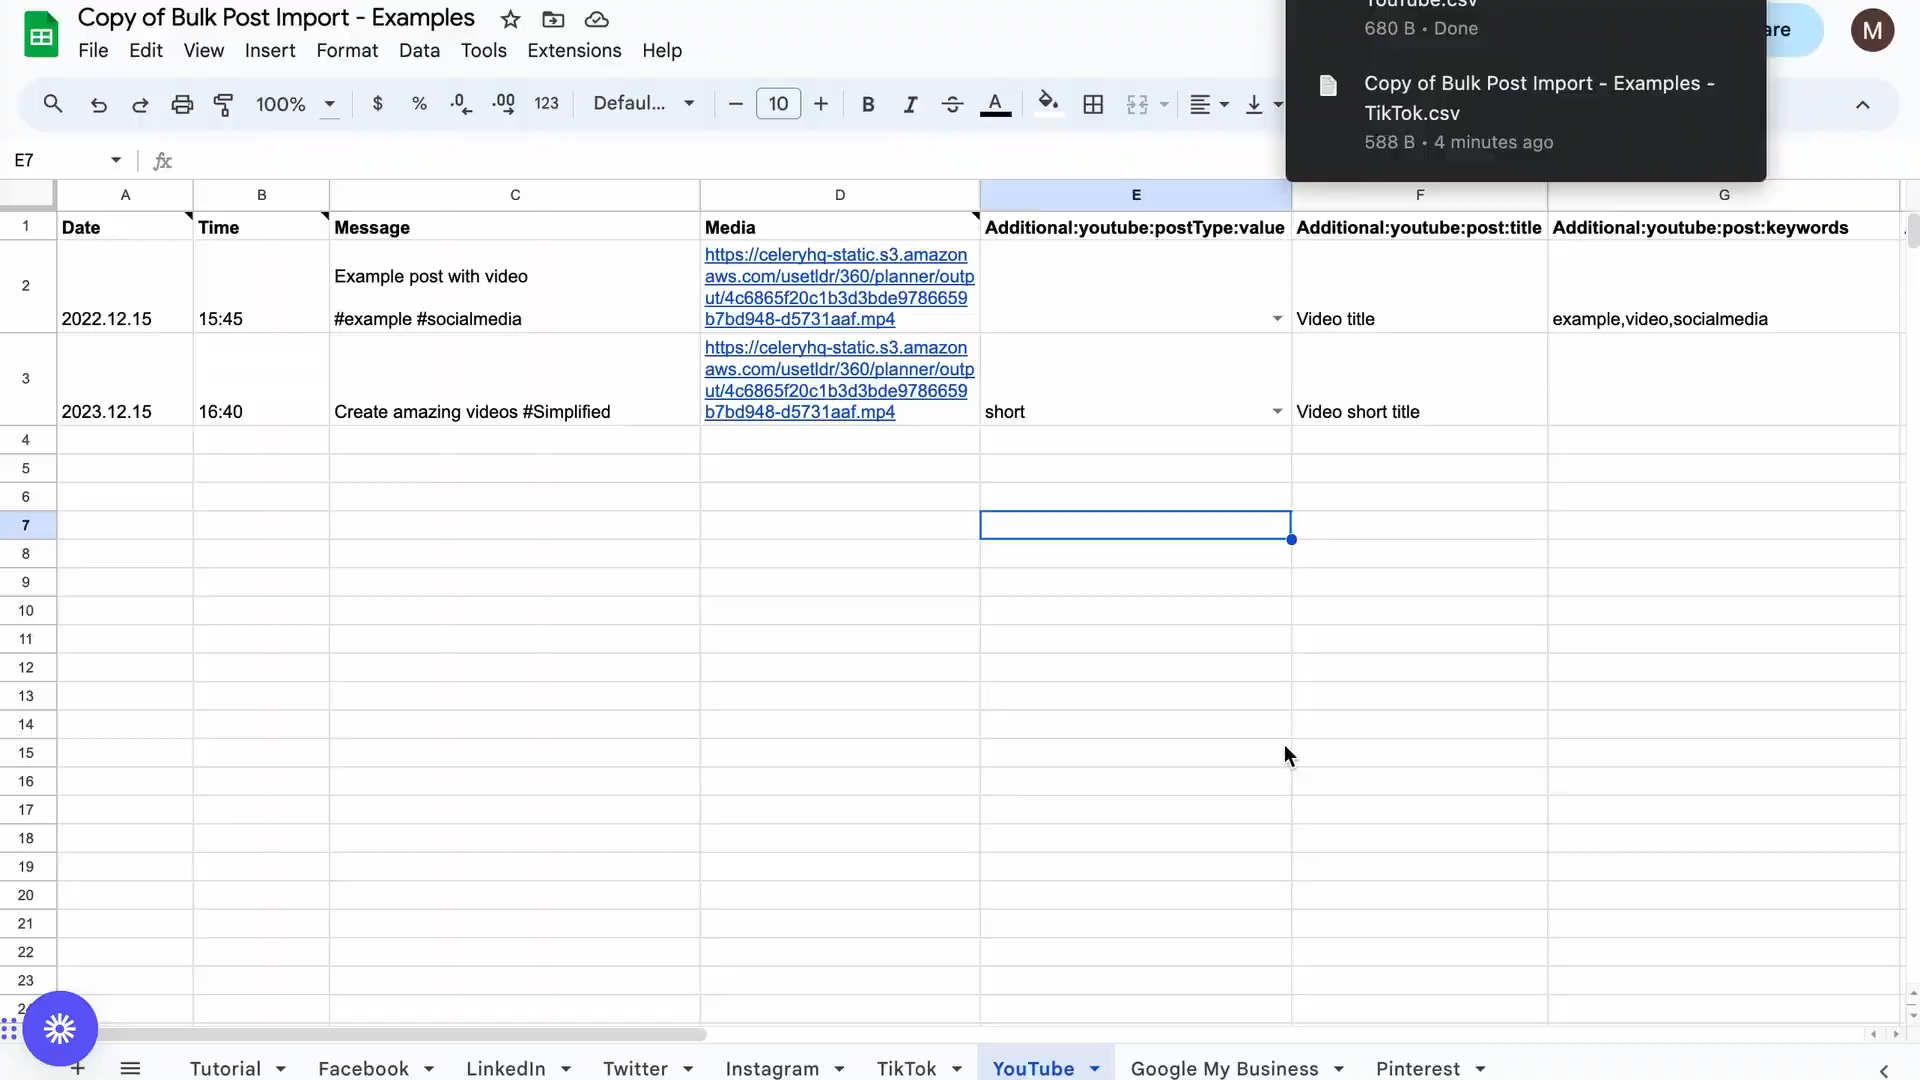 Copy of Bulk Post Import - Examples
File Edit View Insert Format Data Tools Extensions Help
680 B • Done
Copy of Bulk Post Import - Examples -
TikTok.csv
588 B • 4 minutes ago
M
100% $ % .0 .00 123 Defaul... 10 B I S A
E7 fx
A B C D E F G
1 Date Time Message Media Additional:youtube:postType:value Additional:youtube:post:title Additional:youtube:post:keywords
2 2022.12.15 15:45
Example post with video
#example #socialmedia
https://celeryhq-static.s3.amazon
aws.com/usetldr/360/planner/outp
ut/4c6865f20c1b3d3bde9786659
b7bd948-d5731aaf.mp4
Video title example,video,socialmedia
3 2023.12.15 16:40 Create amazing videos #Simplified
https://celeryhq-static.s3.amazon
aws.com/usetldr/360/planner/outp
ut/4c6865f20c1b3d3bde9786659
b7bd948-d5731aaf.mp4
short Video short title
4
5
6
7
8
9
10
11
12
13
14
15
16
17
18
19
20
21
22
23
Tutorial Facebook LinkedIn Twitter Instagram TikTok YouTube Google My Business Pinterest